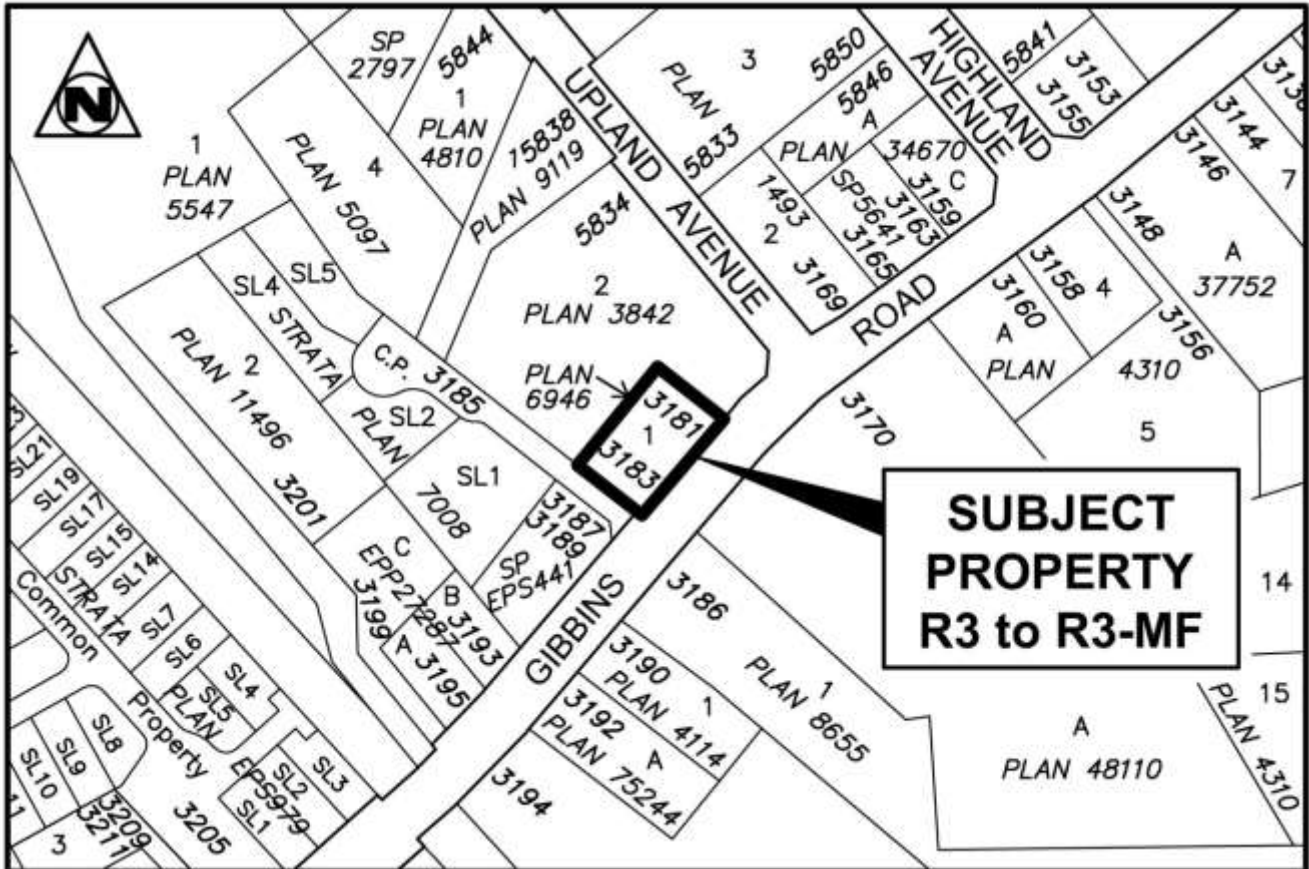 N
SP
2797
5844
1
PLAN
4810
15838
PLAN 9119
UPLAND
AVENUE
3
PLAN
5833
5850
5846
A
PLAN
34670
HIGHLAND
AVENUE
5841
3153
3155
3144
3146
7
1
PLAN
5547
PLAN 5097
4
5834
2
PLAN 3842
1493
2
3169
SP5641
3165
3163
3159
C
ROAD
3148
A
37752
3158
4
3160
A
PLAN
4310
3156
5
SL5
SL4
STRATA
PLAN
7008
2
PLAN 11496
3201
C.P.
3185
SL2
SL1
PLAN
6946
3181
1
3183
3170
SUBJECT
PROPERTY
R3 to R3-MF
3187
3189
SP
EPS441
C
EPP27287
3199
B
3193
A
3195
GIBBINS
3186
1
PLAN 8655
3190
PLAN 4114
1
3192
A
PLAN 75244
3194
14
15
PLAN 4310
A
PLAN 48110
SL21
SL19
SL17
SL15
SL14
STRATA
SL7
SL6
SL5
SL4
PLAN
EPS979
Common
Property
SL3
SL2
SL1
SL8
SL9
SL10
11
3
3209
3211
3205